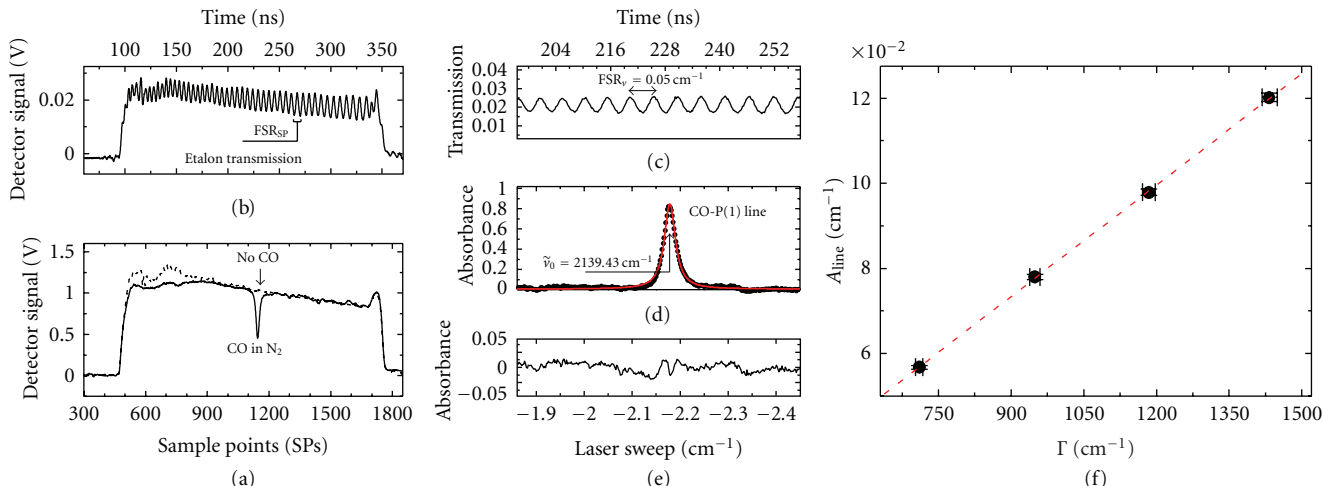 Time (ns)
100 150 200 250 300 350
Detector signal (V)
0.02
0
FSR_SP
Etalon transmission
(b)
Detector signal (V)
1.5
1
0.5
0
No CO
CO in N₂
300 600 900 1200 1500 1800
Sample points (SPs)
(a)
Time (ns)
204 216 228 240 252
Transmission
0.04
0.03
0.02
0.01
FSR_ν = 0.05 cm⁻¹
(c)
Absorbance
1
0.8
0.6
0.4
0.2
0
CO-P(1) line
ν̃₀ = 2139.43 cm⁻¹
(d)
Absorbance
0.05
0
−0.05
−1.9 −2 −2.1 −2.2 −2.3 −2.4
Laser sweep (cm⁻¹)
(e)
×10⁻²
12
10
8
6
A_line (cm⁻¹)
750 900 1050 1200 1350 1500
Γ (cm⁻¹)
(f)